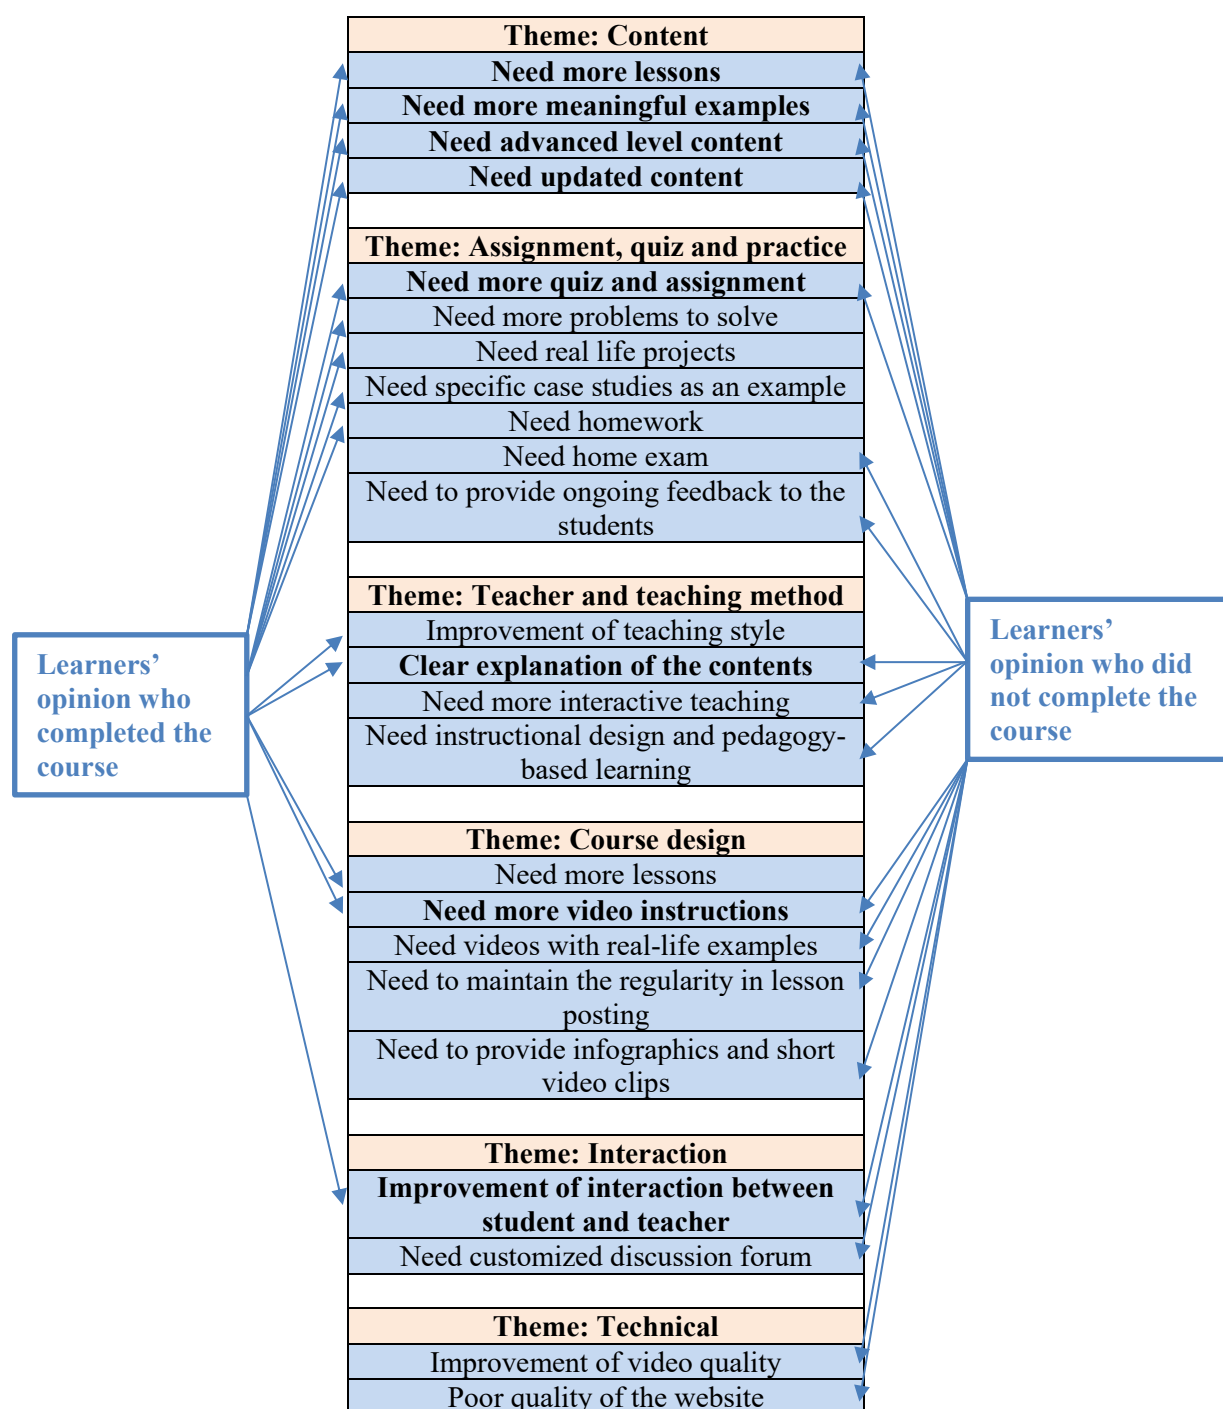 Theme: Content
Need more lessons
Need more meaningful examples
Need advanced level content
Need updated content
Theme: Assignment, quiz and practice
Need more quiz and assignment
Need more problems to solve
Need real life projects
Need specific case studies as an example
Need homework
Need home exam
Need to provide ongoing feedback to the
students
Theme: Teacher and teaching method
Improvement of teaching style
Clear explanation of the contents
Need more interactive teaching
Need instructional design and pedagogy-
based learning
Theme: Course design
Need more lessons
Need more video instructions
Need videos with real-life examples
Need to maintain the regularity in lesson
posting
Need to provide infographics and short
video clips
Theme: Interaction
Improvement of interaction between
student and teacher
Need customized discussion forum
Theme: Technical
Improvement of video quality
Poor quality of the website
Learners’
opinion who
completed the
course
Learners’
opinion who did
not complete the
course